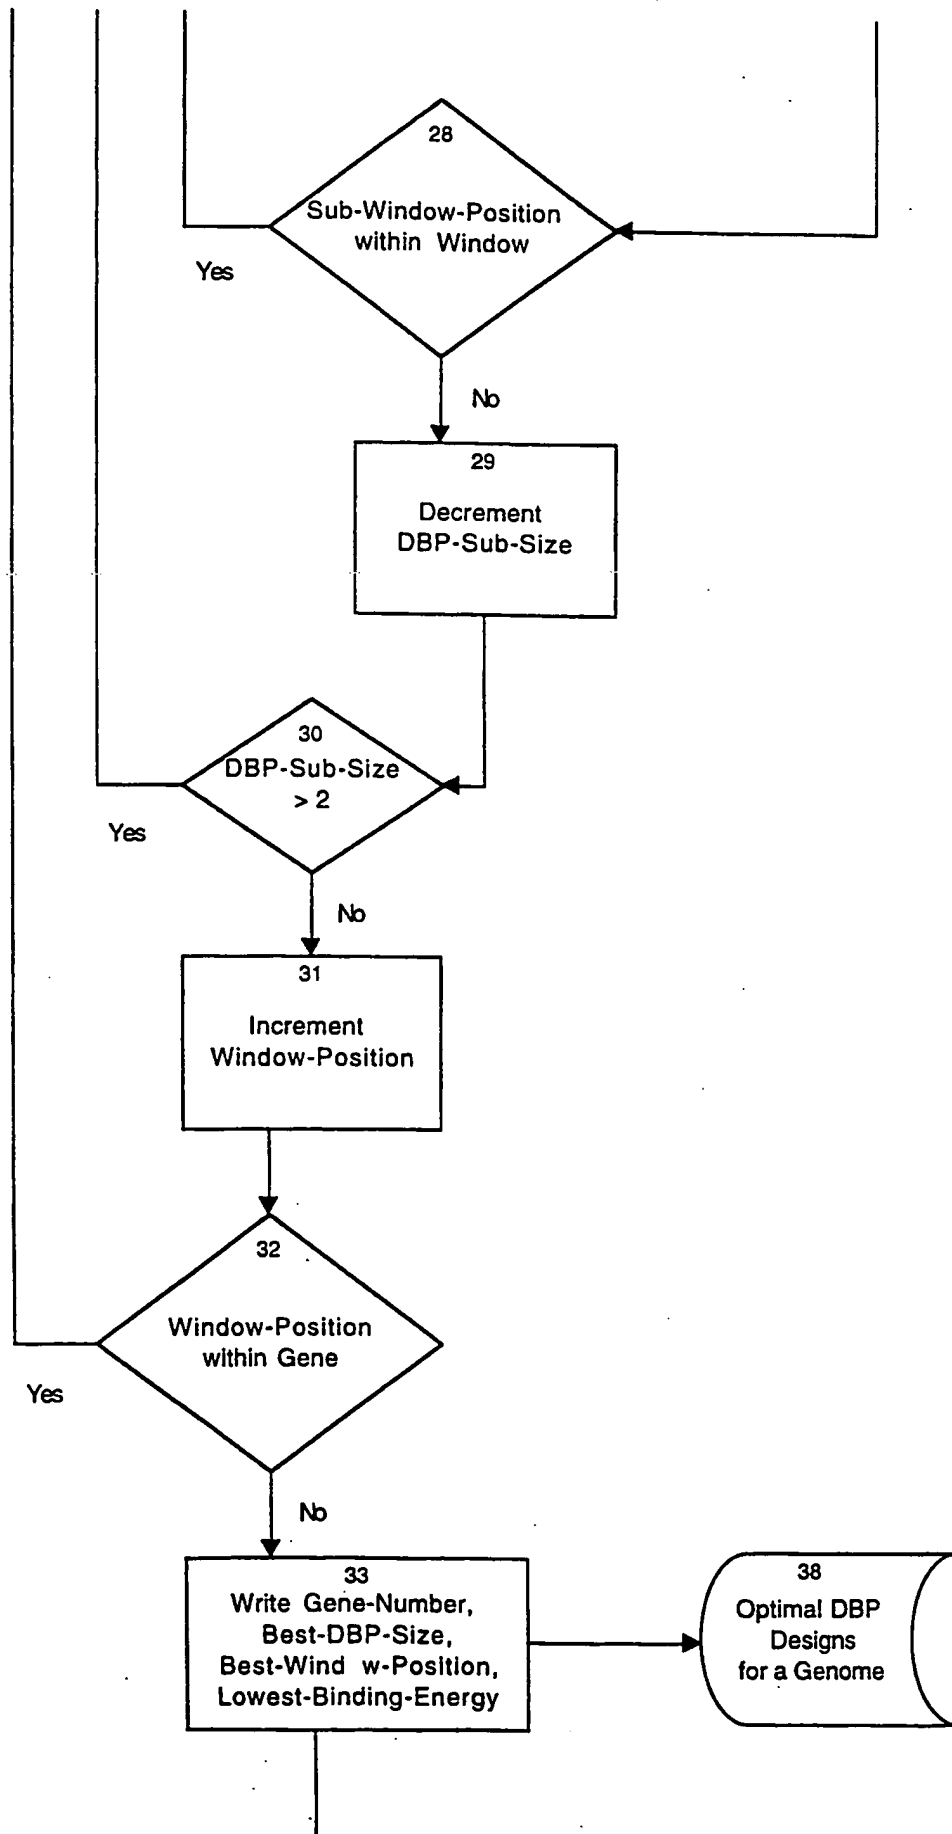 28
Sub-Window-Position
within Window
Yes
No
29
Decrement
DBP-Sub-Size
30
DBP-Sub-Size
> 2
Yes
No
31
Increment
Window-Position
32
Window-Position
within Gene
Yes
No
33
Write Gene-Number,
Best-DBP-Size,
Best-Wind w-Position,
Lowest-Binding-Energy
38
Optimal DBP
Designs
for a Genome